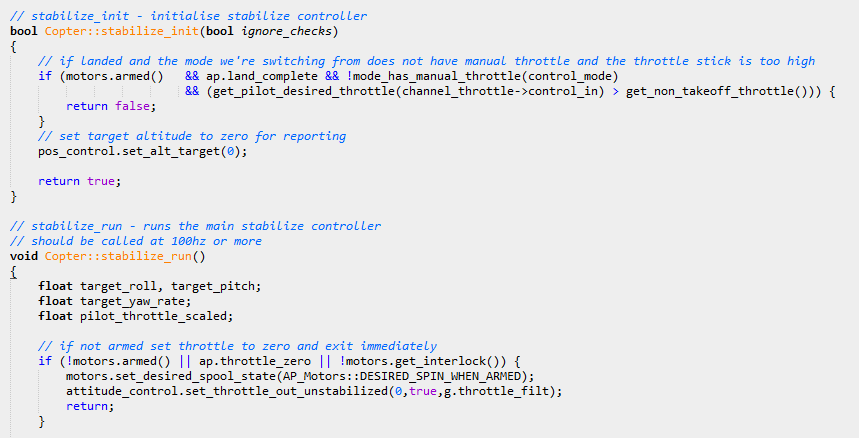 // stabilize_init - initialise stabilize controller
bool Copter::stabilize_init(bool ignore_checks)
{
    // if landed and the mode we're switching from does not have manual throttle and the throttle stick is too high
    if (motors.armed()   && ap.land_complete && !mode_has_manual_throttle(control_mode)
                         && (get_pilot_desired_throttle(channel_throttle->control_in) > get_non_takeoff_throttle())) {
        return false;
    }
    // set target altitude to zero for reporting
    pos_control.set_alt_target(0);

    return true;
}

// stabilize_run - runs the main stabilize controller
// should be called at 100hz or more
void Copter::stabilize_run()
{
    float target_roll, target_pitch;
    float target_yaw_rate;
    float pilot_throttle_scaled;

    // if not armed set throttle to zero and exit immediately
    if (!motors.armed() || ap.throttle_zero || !motors.get_interlock()) {
        motors.set_desired_spool_state(AP_Motors::DESIRED_SPIN_WHEN_ARMED);
        attitude_control.set_throttle_out_unstabilized(0,true,g.throttle_filt);
        return;
    }